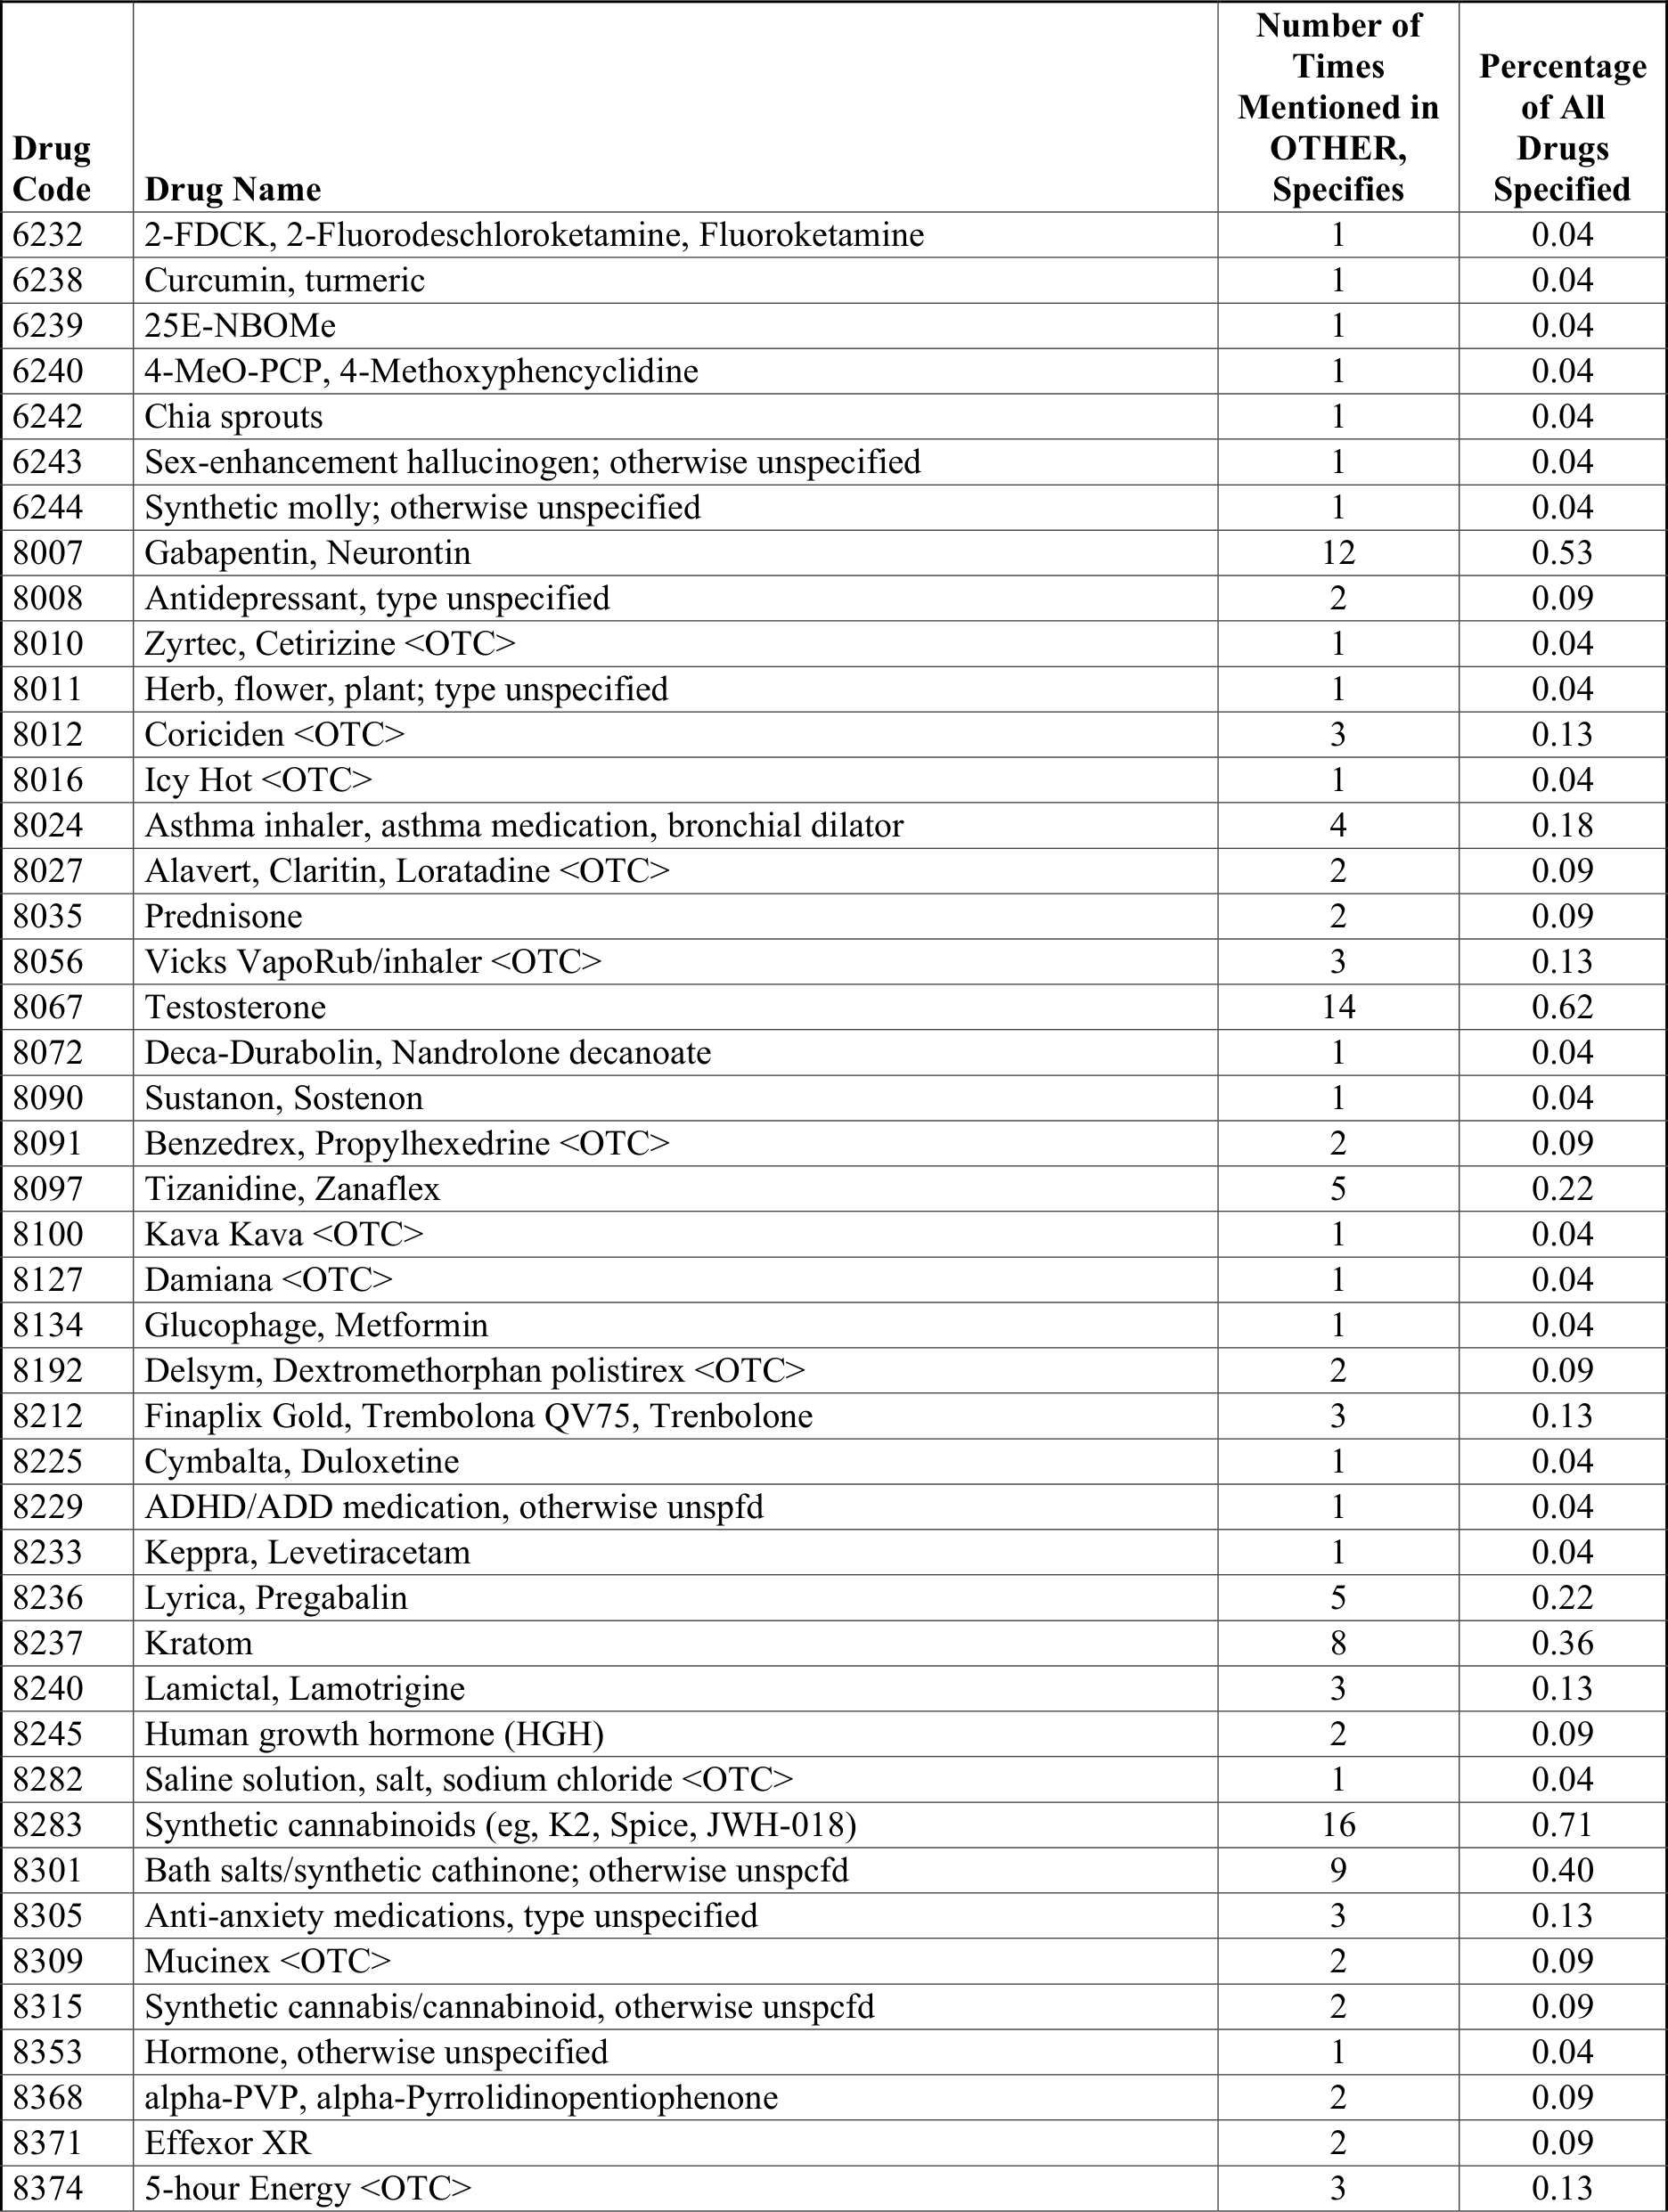 Drug Code | Drug Name | Number of Times Mentioned in OTHER, Specifies | Percentage of All Drugs Specified
6232 | 2-FDCK, 2-Fluorodeschloroketamine, Fluoroketamine | 1 | 0.04
6238 | Curcumin, turmeric | 1 | 0.04
6239 | 25E-NBOMe | 1 | 0.04
6240 | 4-MeO-PCP, 4-Methoxyphencyclidine | 1 | 0.04
6242 | Chia sprouts | 1 | 0.04
6243 | Sex-enhancement hallucinogen; otherwise unspecified | 1 | 0.04
6244 | Synthetic molly; otherwise unspecified | 1 | 0.04
8007 | Gabapentin, Neurontin | 12 | 0.53
8008 | Antidepressant, type unspecified | 2 | 0.09
8010 | Zyrtec, Cetirizine <OTC> | 1 | 0.04
8011 | Herb, flower, plant; type unspecified | 1 | 0.04
8012 | Coriciden <OTC> | 3 | 0.13
8016 | Icy Hot <OTC> | 1 | 0.04
8024 | Asthma inhaler, asthma medication, bronchial dilator | 4 | 0.18
8027 | Alavert, Claritin, Loratadine <OTC> | 2 | 0.09
8035 | Prednisone | 2 | 0.09
8056 | Vicks VapoRub/inhaler <OTC> | 3 | 0.13
8067 | Testosterone | 14 | 0.62
8072 | Deca-Durabolin, Nandrolone decanoate | 1 | 0.04
8090 | Sustanon, Sostenon | 1 | 0.04
8091 | Benzedrex, Propylhexedrine <OTC> | 2 | 0.09
8097 | Tizanidine, Zanaflex | 5 | 0.22
8100 | Kava Kava <OTC> | 1 | 0.04
8127 | Damiana <OTC> | 1 | 0.04
8134 | Glucophage, Metformin | 1 | 0.04
8192 | Delsym, Dextromethorphan polistirex <OTC> | 2 | 0.09
8212 | Finaplix Gold, Trembolona QV75, Trenbolone | 3 | 0.13
8225 | Cymbalta, Duloxetine | 1 | 0.04
8229 | ADHD/ADD medication, otherwise unspfd | 1 | 0.04
8233 | Keppra, Levetiracetam | 1 | 0.04
8236 | Lyrica, Pregabalin | 5 | 0.22
8237 | Kratom | 8 | 0.36
8240 | Lamictal, Lamotrigine | 3 | 0.13
8245 | Human growth hormone (HGH) | 2 | 0.09
8282 | Saline solution, salt, sodium chloride <OTC> | 1 | 0.04
8283 | Synthetic cannabinoids (eg, K2, Spice, JWH-018) | 16 | 0.71
8301 | Bath salts/synthetic cathinone; otherwise unspcfd | 9 | 0.40
8305 | Anti-anxiety medications, type unspecified | 3 | 0.13
8309 | Mucinex <OTC> | 2 | 0.09
8315 | Synthetic cannabis/cannabinoid, otherwise unspcfd | 2 | 0.09
8353 | Hormone, otherwise unspecified | 1 | 0.04
8368 | alpha-PVP, alpha-Pyrrolidinopentiophenone | 2 | 0.09
8371 | Effexor XR | 2 | 0.09
8374 | 5-hour Energy <OTC> | 3 | 0.13